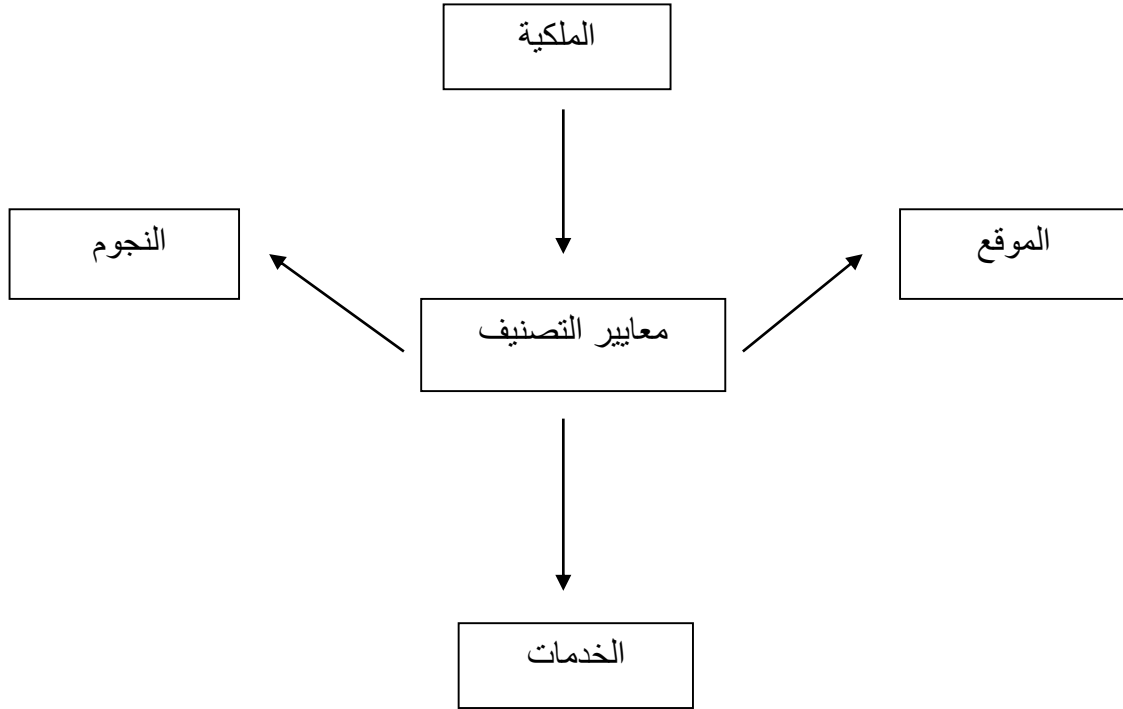 الملكية
الموقع
النجوم
معايير التصنيف
الخدمات